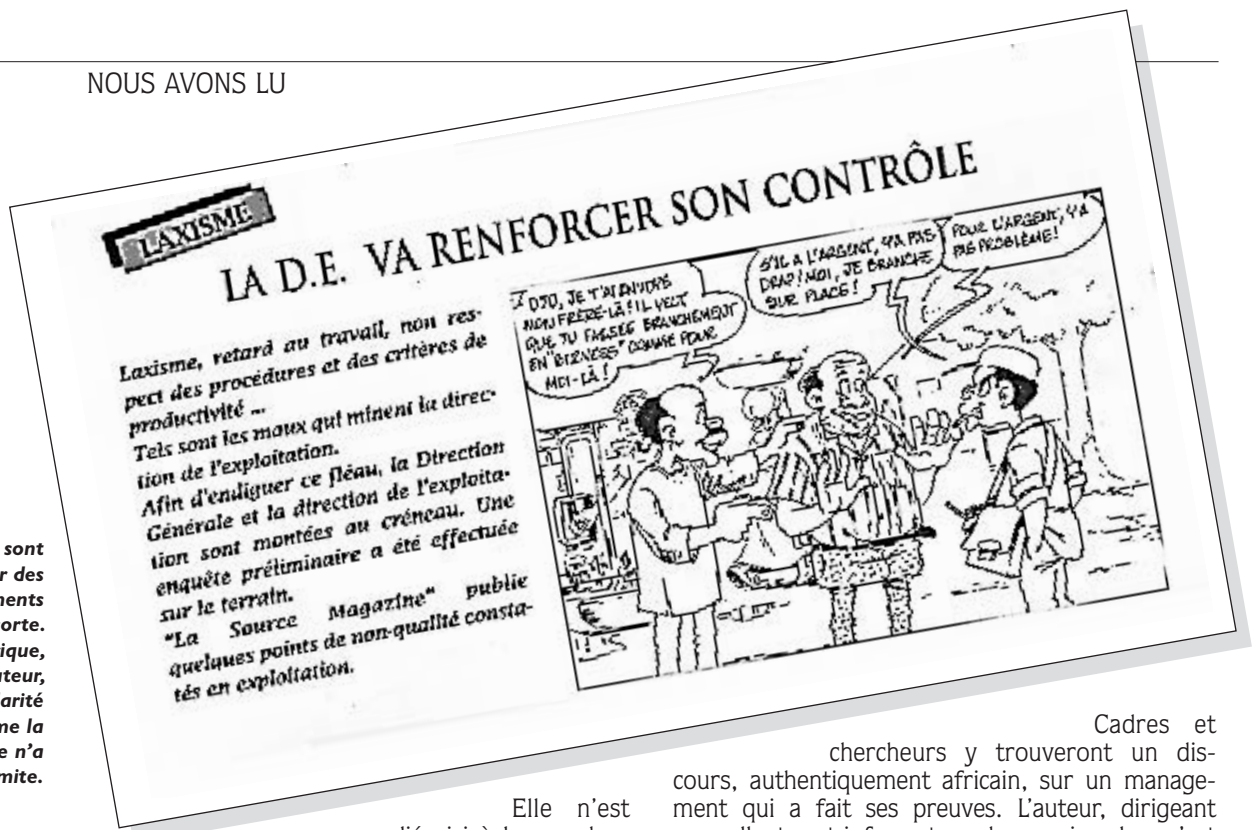 NOUS AVONS LU
LAXISME
LA D.E. VA RENFORCER SON CONTRÔLE
Laxisme, retard au travail, non res-
pect des procédures et des critères de
productivité ...
Tels sont les maux qui minent la direc-
tion de l'exploitation.
Afin d'endiguer ce fléau, la Direction
Générale et la direction de l'exploita-
tion sont montées au créneau. Une
enquête préliminaire a été effectuée
sur le terrain.
"La Source Magazine" publie
quelques points de non-qualité consta-
tés en exploitation.
DJO, JE T'AI ENVOYÉ
MON FRÈRE-LÀ! IL VEUT
QUE TU FASSES BRANCHEMENT
EN "BIZNESS" COMME POUR
MOI-LÀ!
S'IL A L'ARGENT, Y'A PAS
DRAP! MOI, JE BRANCHE
SUR PLACE!
POUR L'ARGENT, Y'A
PAS PROBLÈME!
sont
r des
ments
orte.
ique,
ateur,
arité
me la
e n'a
mite.
Elle n'est
Cadres et
chercheurs y trouveront un dis-
cours, authentiquement africain, sur un manage-
ment qui a fait ses preuves. L'auteur, dirigeant